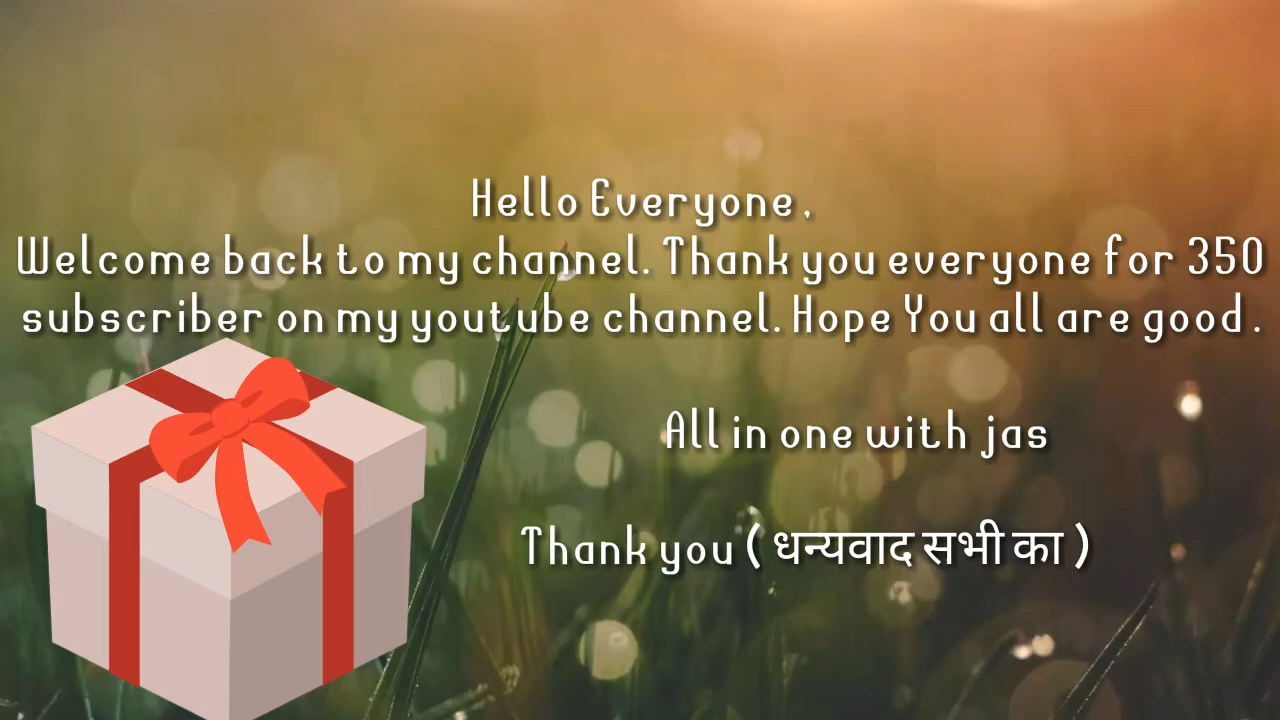 Hello Everyone ,
Welcome back to my channel. Thank you everyone for 350
subscriber on my youtube channel. Hope You all are good .
All in one with jas
Thank you ( धन्यवाद सभी का )